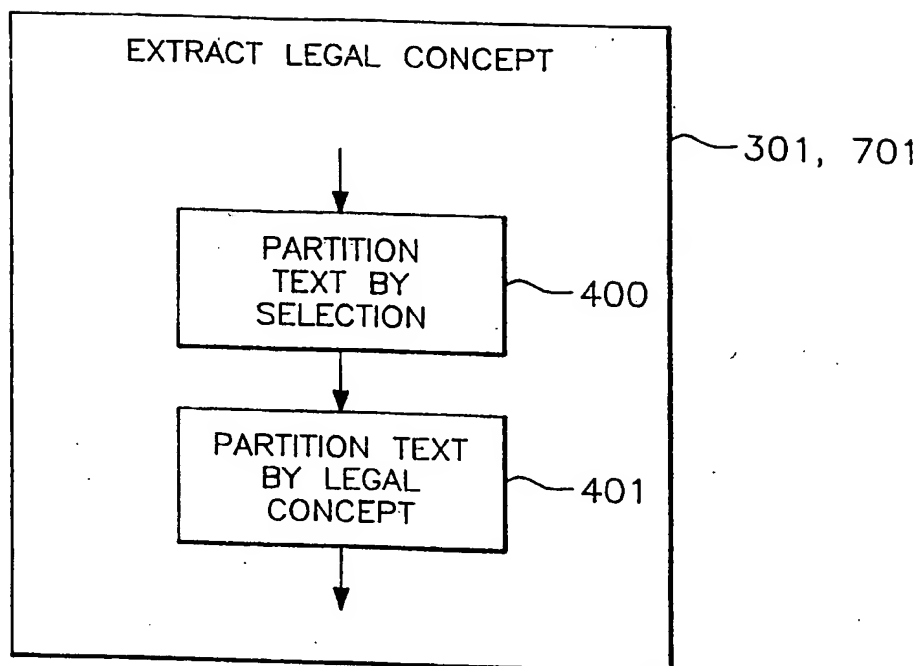 EXTRACT LEGAL CONCEPT
301, 701
PARTITION
TEXT BY
SELECTION
400
PARTITION TEXT
BY LEGAL
CONCEPT
401